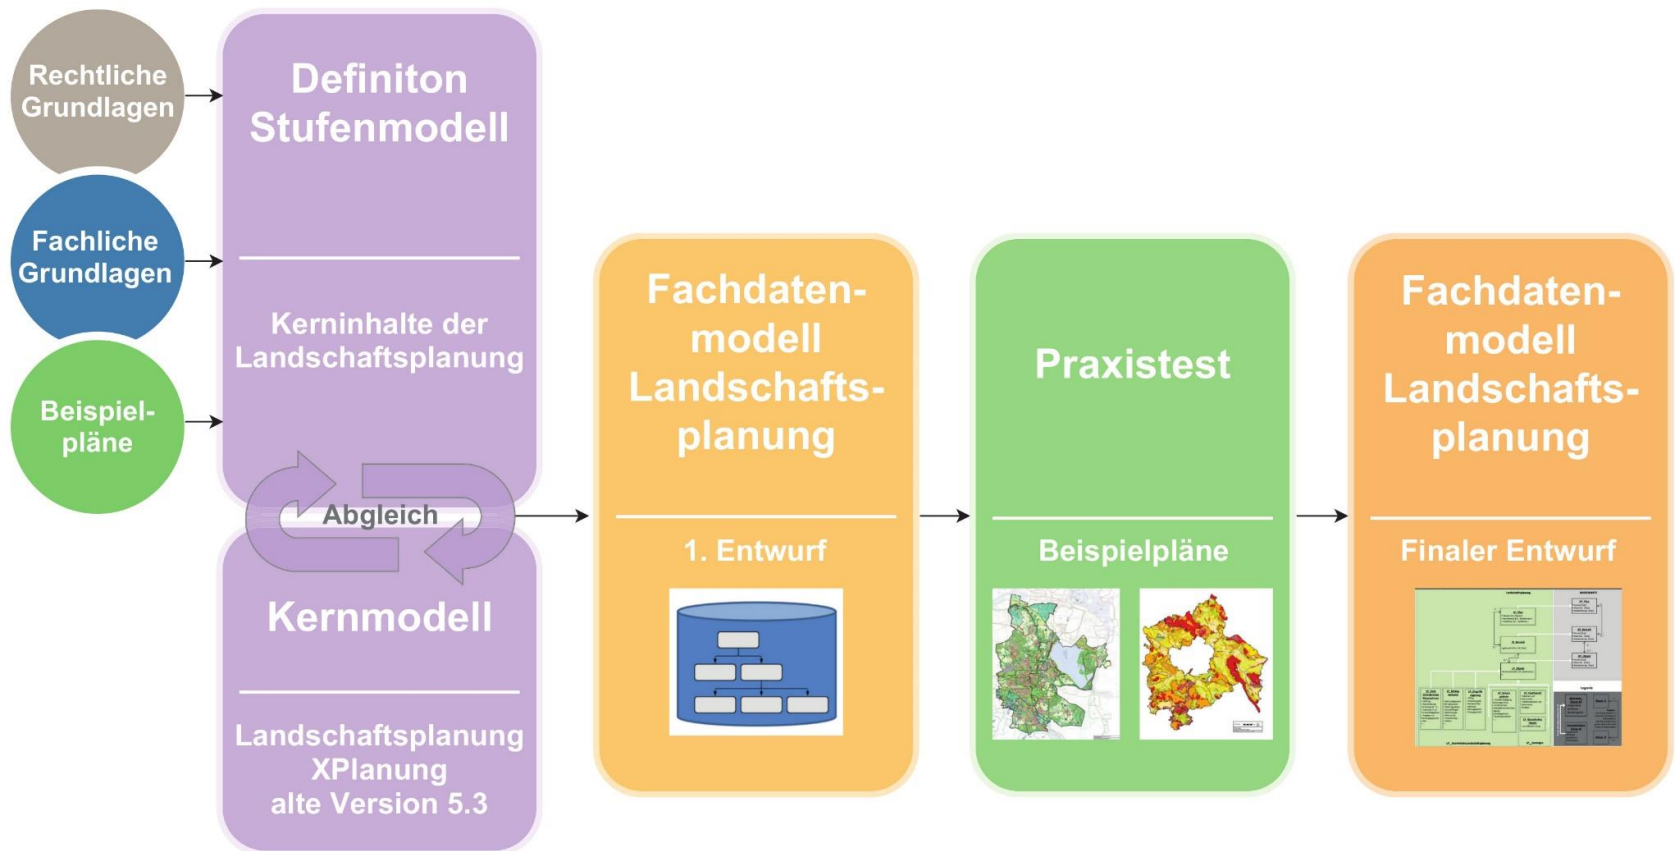 Rechtliche
Grundlagen
Fachliche
Grundlagen
Beispiel-
pläne
Definiton
Stufenmodell
Kerninhalte der
Landschaftsplanung
Abgleich
Kernmodell
Landschaftsplanung
XPlanung
alte Version 5.3
Fachdaten-
modell
Landschafts-
planung
1. Entwurf
Praxistest
Beispielpläne
Fachdaten-
modell
Landschafts-
planung
Finaler Entwurf